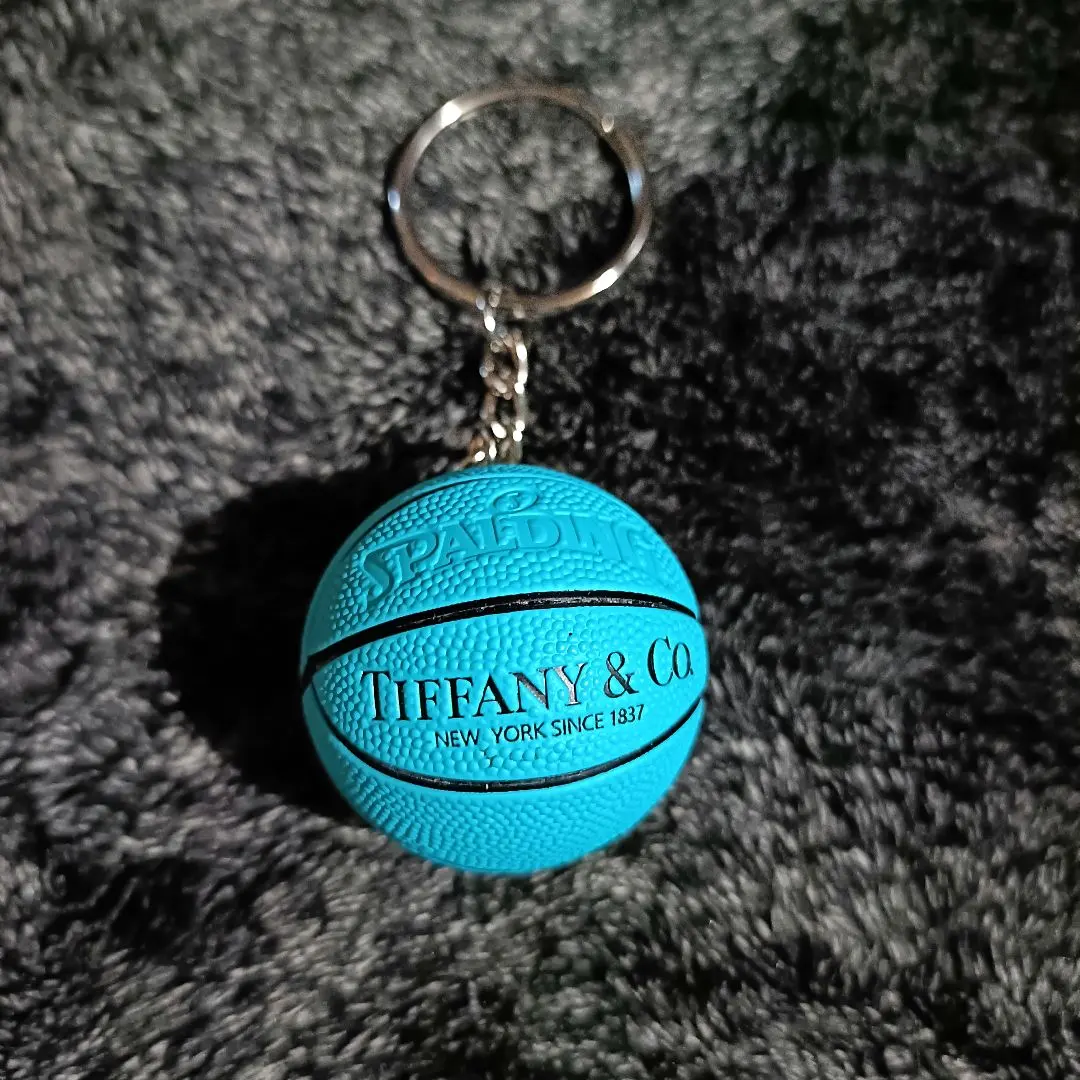 SPALDING
TIFFANY & CO.
NEW YORK SINCE 1837